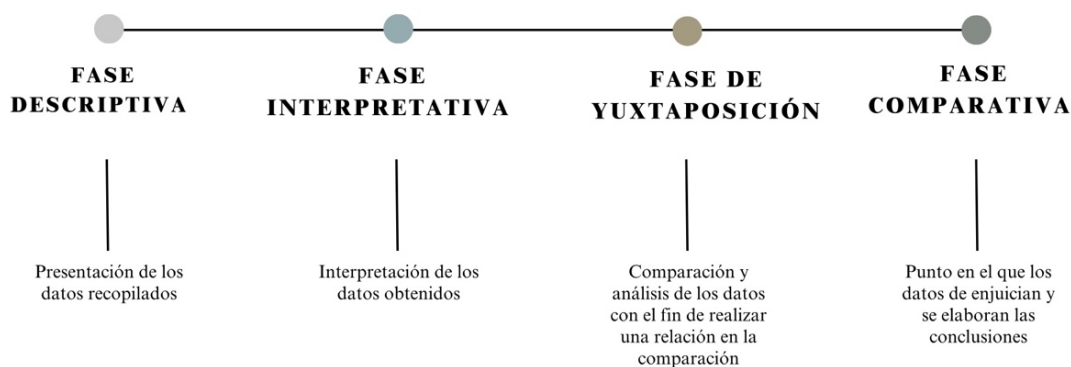 FASE
DESCRIPTIVA
Presentación de los
datos recopilados
FASE
INTERPRETATIVA
Interpretación de los
datos obtenidos
FASE DE
YUXTAPOSICIÓN
Comparación y
análisis de los datos
con el fin de realizar
una relación en la
comparación
FASE
COMPARATIVA
Punto en el que los
datos de enjuician y
se elaboran las
conclusiones